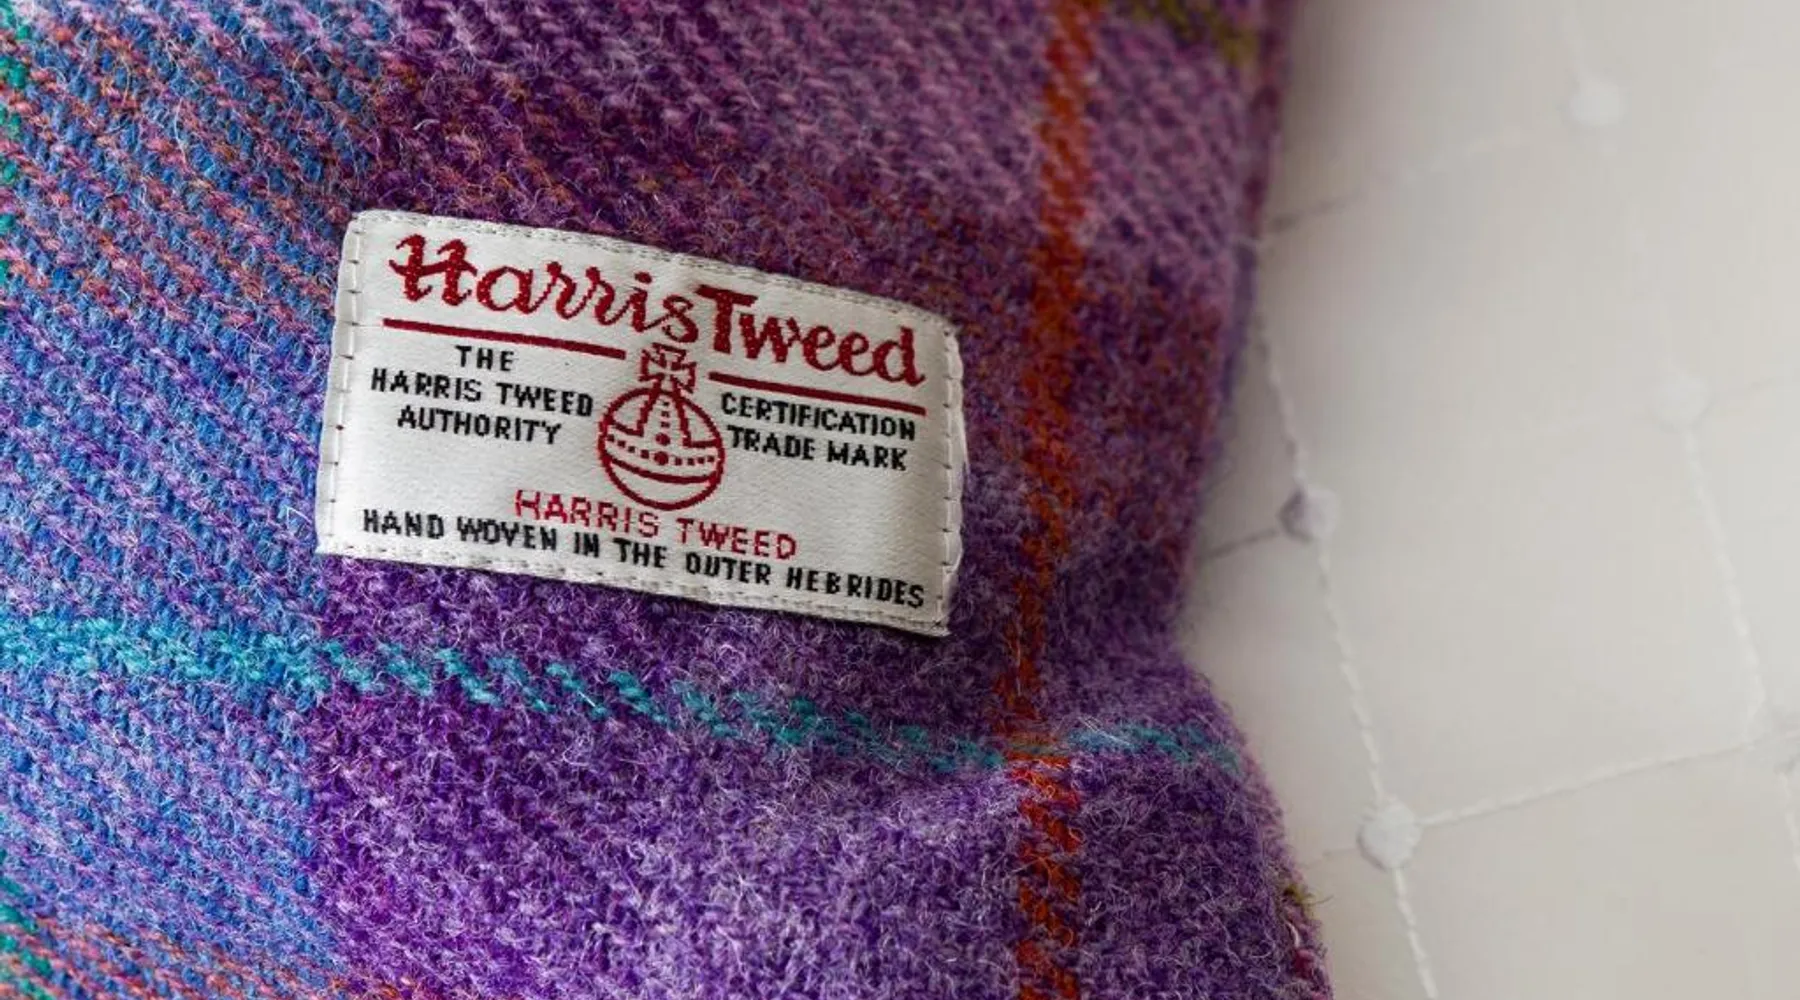 Harris Tweed
THE
HARRIS TWEED
AUTHORITY
CERTIFICATION
TRADE MARK
HARRIS TWEED
HAND WOVEN IN THE OUTER HEBRIDES